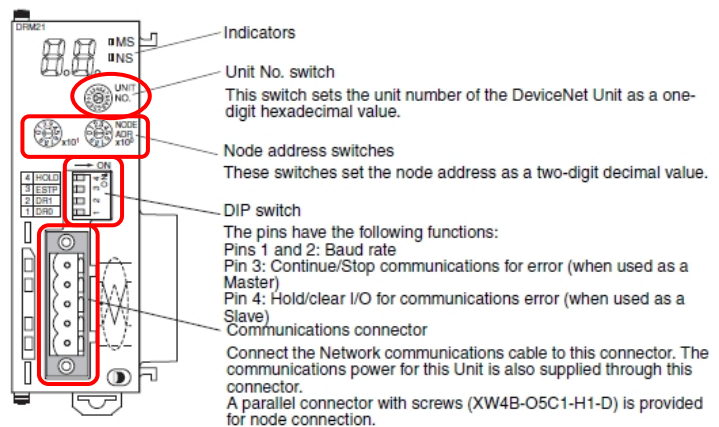 DRM21
MS
NS
UNIT
NO.
NODE
ADR
x10¹
x10⁰
ON
4 HOLD
3 ESTP
2 DR1
1 DR0
1 2 3 4
ON
Indicators
Unit No. switch
This switch sets the unit number of the DeviceNet Unit as a one-
digit hexadecimal value.
Node address switches
These switches set the node address as a two-digit decimal value.
DIP switch
The pins have the following functions:
Pins 1 and 2: Baud rate
Pin 3: Continue/Stop communications for error (when used as a
Master)
Pin 4: Hold/clear I/O for communications error (when used as a
Slave)
Communications connector
Connect the Network communications cable to this connector. The
communications power for this Unit is also supplied through this
connector.
A parallel connector with screws (XW4B-O5C1-H1-D) is provided
for node connection.